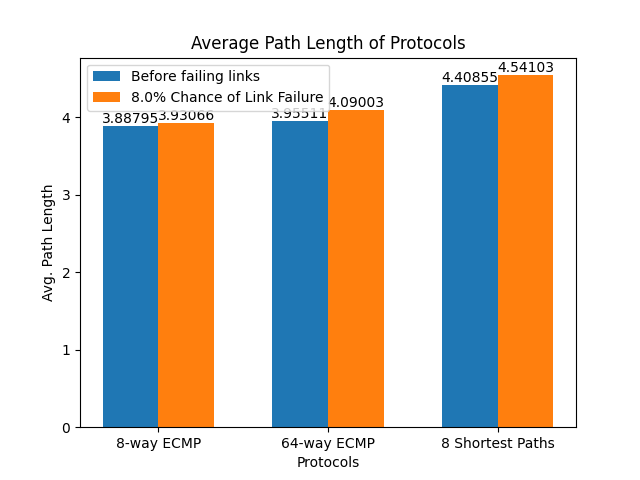 Average Path Length of Protocols
Before failing links
8.0% Chance of Link Failure
3.88795
3.93066
3.95511
4.09003
4.40855
4.54103
4
3
2
1
0
Avg. Path Length
8-way ECMP
64-way ECMP
8 Shortest Paths
Protocols